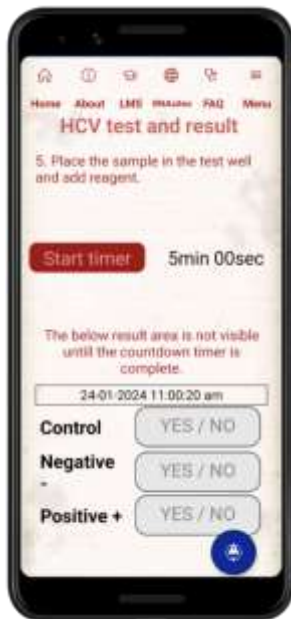 Home About LMS FAQ Menu
HCV test and result
5. Place the sample in the test well
and add reagent.
Start timer 5min 00sec
The below result area is not visible
untill the countdown timer is
complete.
24-01-2024 11:00:20 am
Control YES / NO
Negative
- YES / NO
Positive + YES / NO